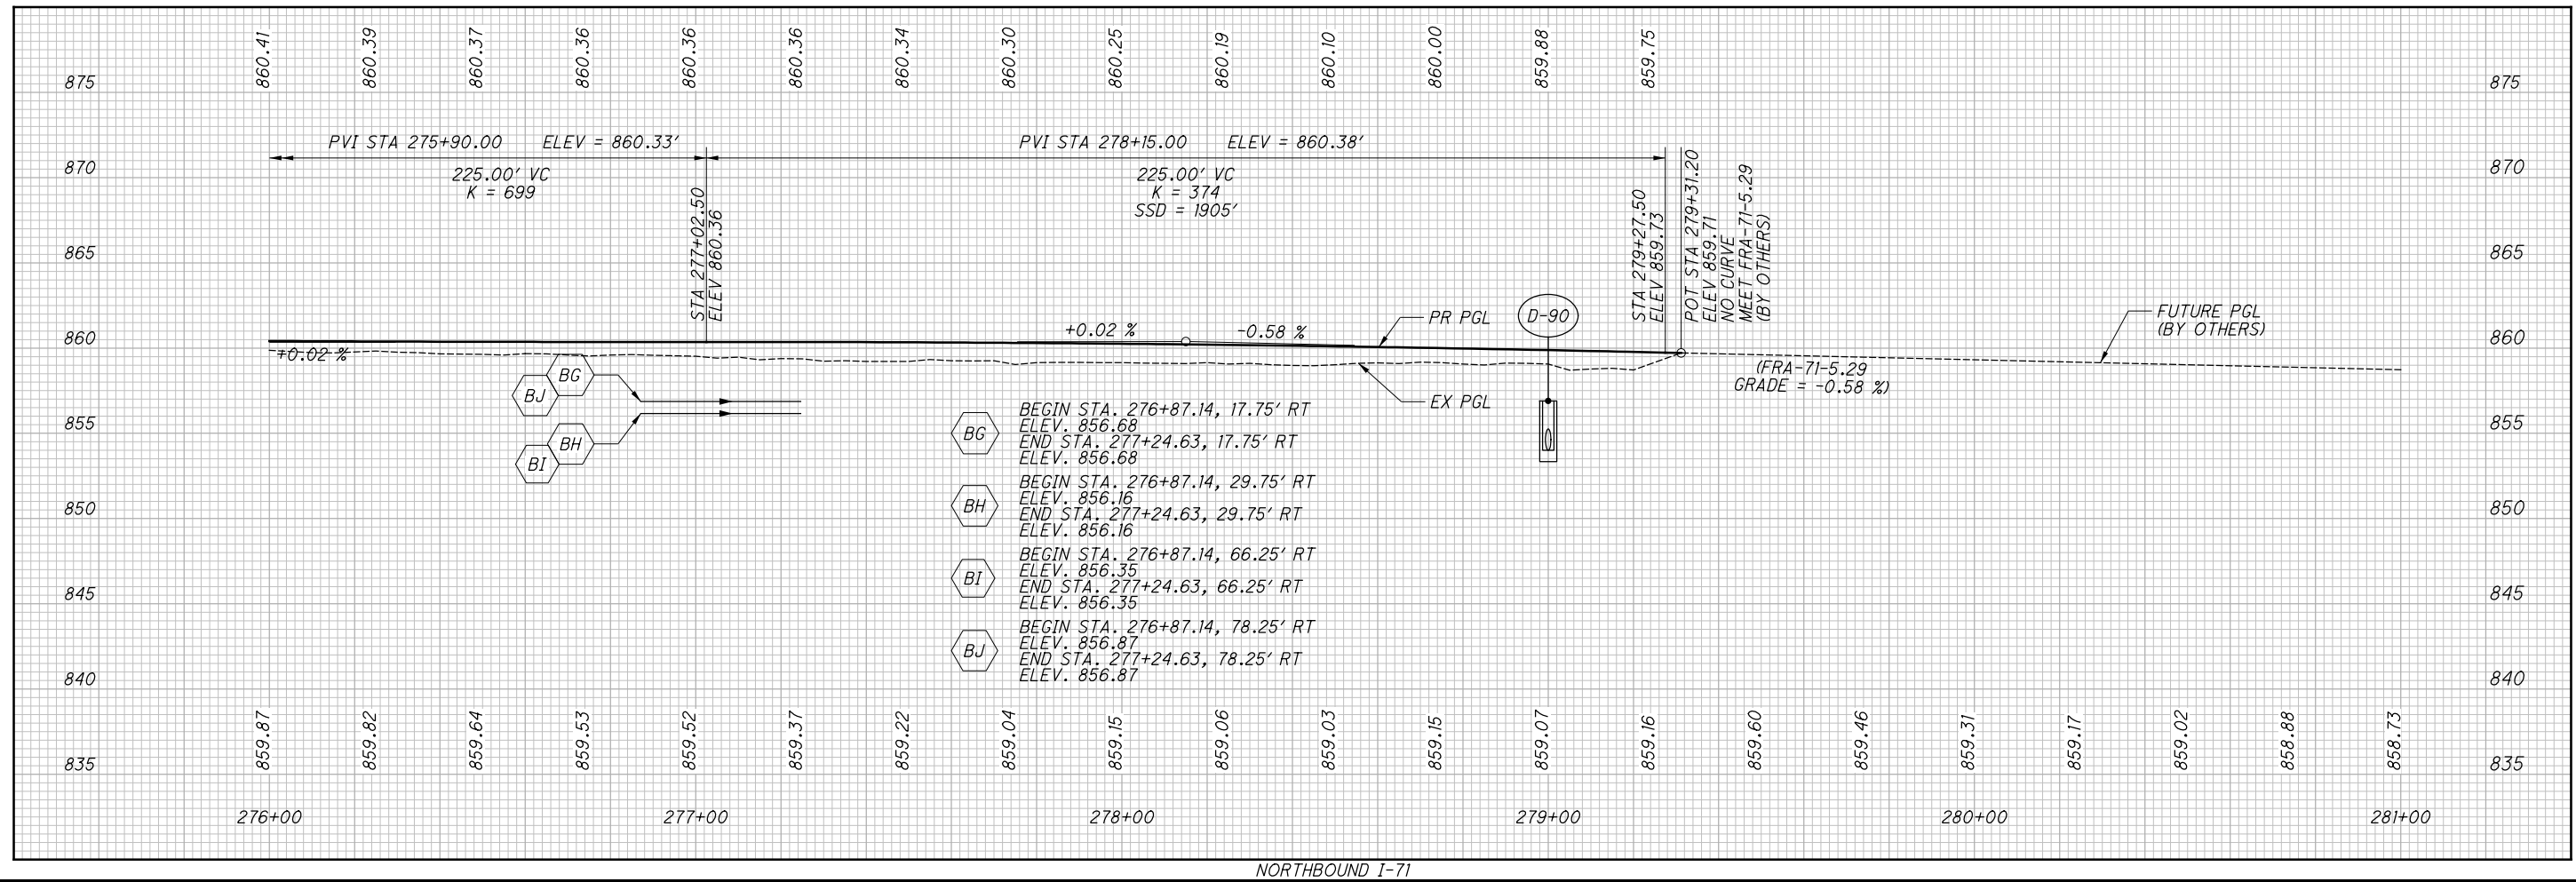 860.41 860.39 860.37 860.36 860.36 860.36 860.34 860.30 860.25 860.19 860.10 860.00 859.88 859.75
875 875
PVI STA 275+90.00 ELEV = 860.33'
225.00' VC
K = 699
PVI STA 278+15.00 ELEV = 860.38'
225.00' VC
K = 374
SSD = 1905'
870 870
STA 277+02.50
ELEV 860.36
STA 279+27.50
ELEV 859.73
POT STA 279+31.20
ELEV 859.71
NO CURVE
MEET FRA-71-5.29
(BY OTHERS)
865 865
860 860
+0.02 %
+0.02 %
-0.58 %
PR PGL
D-90
FUTURE PGL
(BY OTHERS)
(FRA-71-5.29
GRADE = -0.58 %)
EX PGL
BG
BJ
BH
BI
855 855
BG
BEGIN STA. 276+87.14, 17.75' RT
ELEV. 856.68
END STA. 277+24.63, 17.75' RT
ELEV. 856.68
BH
BEGIN STA. 276+87.14, 29.75' RT
ELEV. 856.16
END STA. 277+24.63, 29.75' RT
ELEV. 856.16
850 850
BI
BEGIN STA. 276+87.14, 66.25' RT
ELEV. 856.35
END STA. 277+24.63, 66.25' RT
ELEV. 856.35
845 845
BJ
BEGIN STA. 276+87.14, 78.25' RT
ELEV. 856.87
END STA. 277+24.63, 78.25' RT
ELEV. 856.87
840 840
859.87 859.82 859.64 859.53 859.52 859.37 859.22 859.04 859.15 859.06 859.03 859.15 859.07 859.16 859.60 859.46 859.31 859.17 859.02 858.88 858.73
835 835
276+00 277+00 278+00 279+00 280+00 281+00
NORTHBOUND I-71